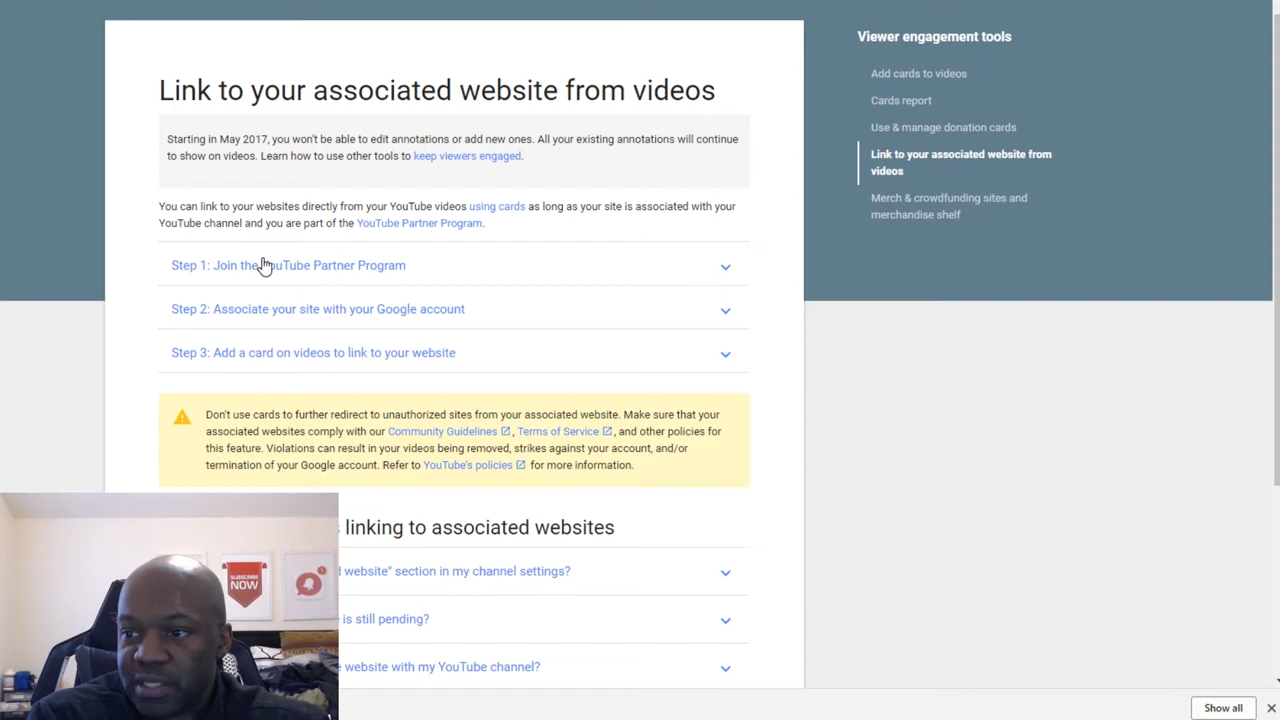 Viewer engagement tools
Add cards to videos
Cards report
Use & manage donation cards
Link to your associated website from
videos
Merch & crowdfunding sites and
merchandise shelf
Link to your associated website from videos
Starting in May 2017, you won't be able to edit annotations or add new ones. All your existing annotations will continue
to show on videos. Learn how to use other tools to keep viewers engaged.
You can link to your websites directly from your YouTube videos using cards as long as your site is associated with your
YouTube channel and you are part of the YouTube Partner Program.
Step 1: Join the YouTube Partner Program
Step 2: Associate your site with your Google account
Step 3: Add a card on videos to link to your website
Don't use cards to further redirect to unauthorized sites from your associated website. Make sure that your
associated websites comply with our Community Guidelines , Terms of Service , and other policies for
this feature. Violations can result in your videos being removed, strikes against your account, and/or
termination of your Google account. Refer to YouTube's policies for more information.
linking to associated websites
website" section in my channel settings?
is still pending?
website with my YouTube channel?
SUBSCRIBE
NOW
Show all